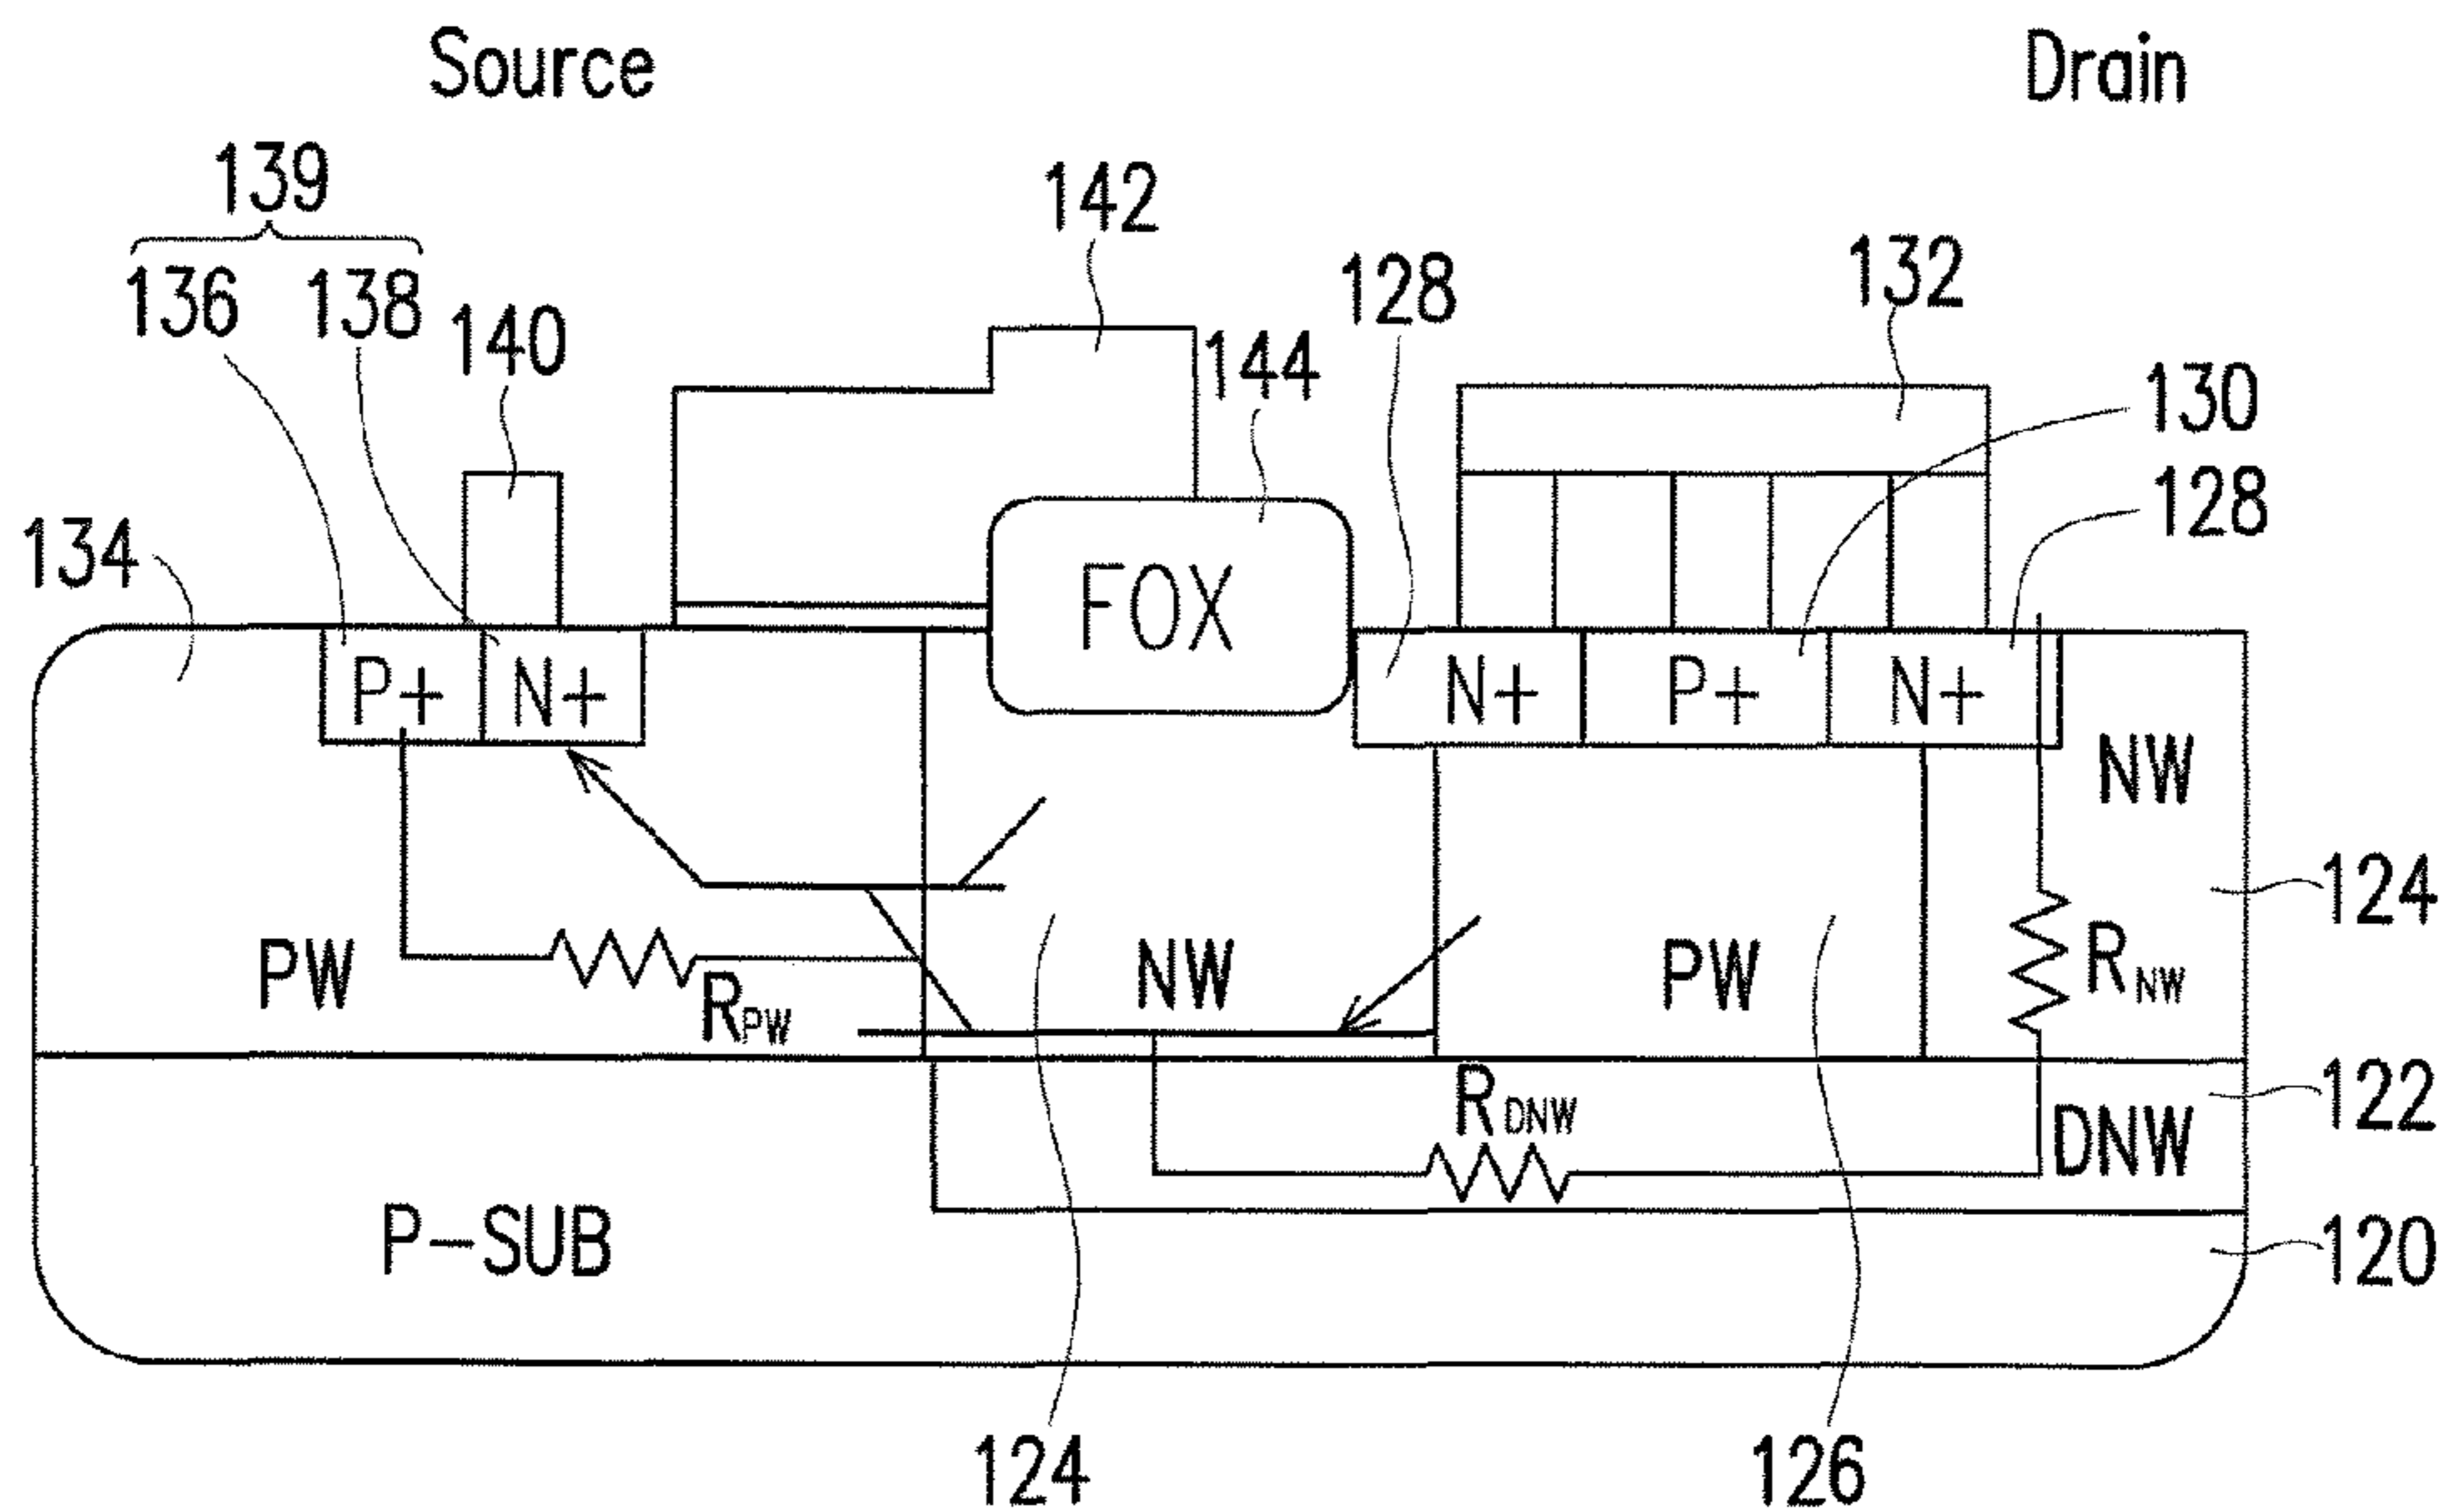 Source Drain
139
142
136 138
128
132
140
144
130
128
134
FOX
P+ N+
N+ P+ N+
NW
124
PW
NW
PW
RNW
RPW
122
RDNW
DNW
P-SUB
120
124
126